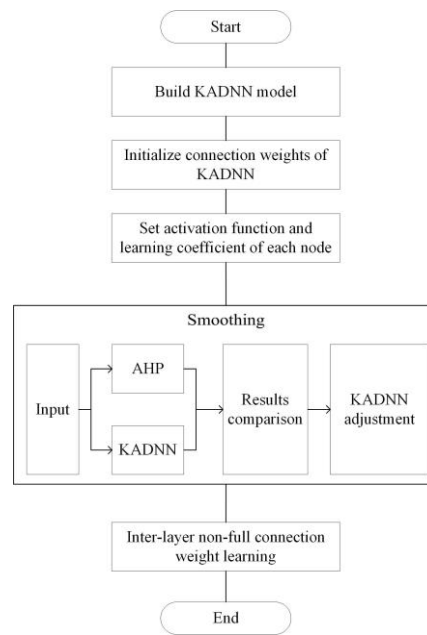 Start
Build KADNN model
Initialize connection weights of
KADNN
Set activation function and
learning coefficient of each node
Smoothing
Input
AHP
KADNN
Results
comparison
KADNN
adjustment
Inter-layer non-full connection
weight learning
End